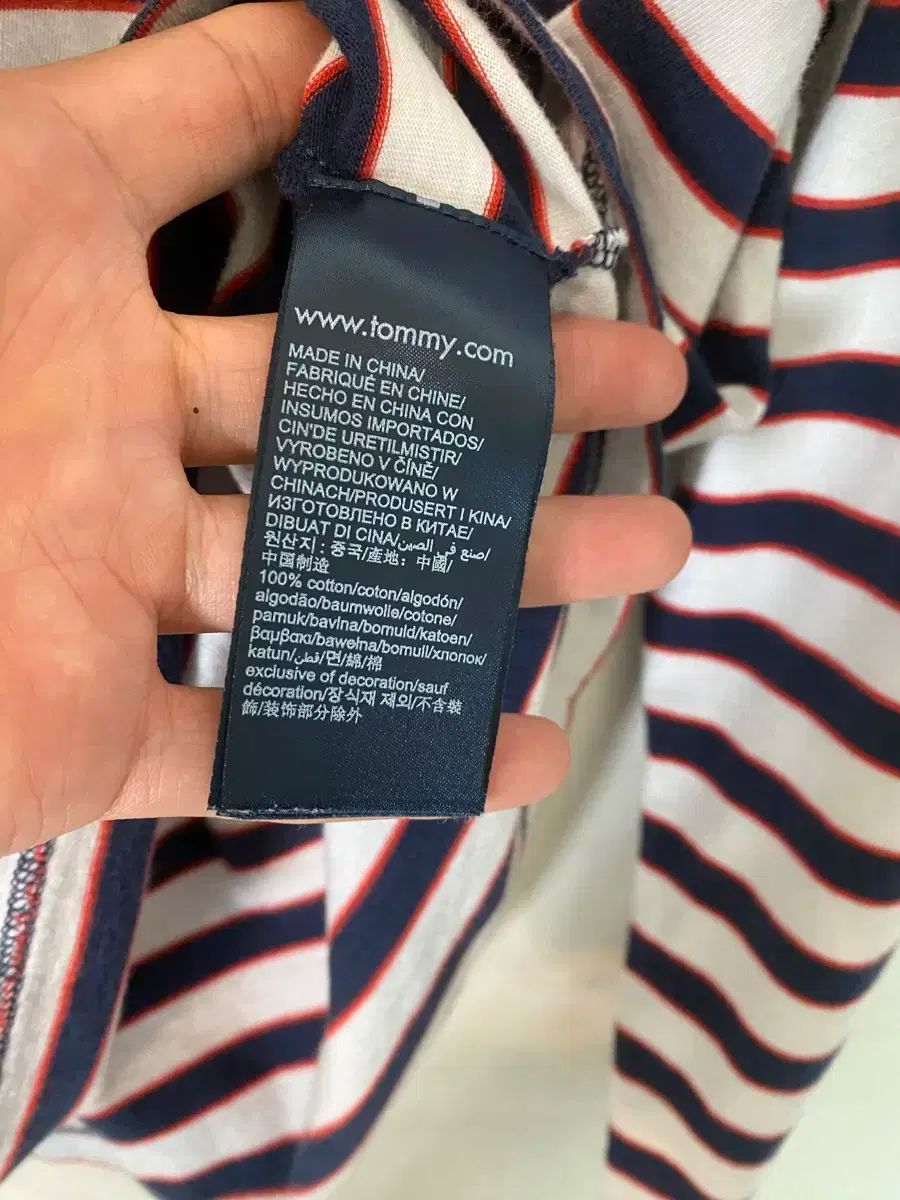 www.tommy.com
MADE IN CHINA/
FABRIQUÉ EN CHINE/
HECHO EN CHINA CON
INSUMOS IMPORTADOS/
CIN'DE URETILMISTIR/
VYROBENO V ČÍNĚ/
WYPRODUKOWANO W
CHINACH/PRODUSERT I KINA/
ИЗГОТОВЛЕНО В КИТАЕ/
DIBUAT DI CINA/صنع في الصين/
원산지 : 중국/產地：中國/
中国制造
100% cotton/coton/algodón/
algodão/baumwolle/cotone/
pamuk/bavlna/bomuld/katoen/
βαμβακι/bawełna/bomull/хлопок/
katun/قطن/면/綿/棉
exclusive of decoration/sauf
décoration/장식재 제외/不含裝
飾/装饰部分除外